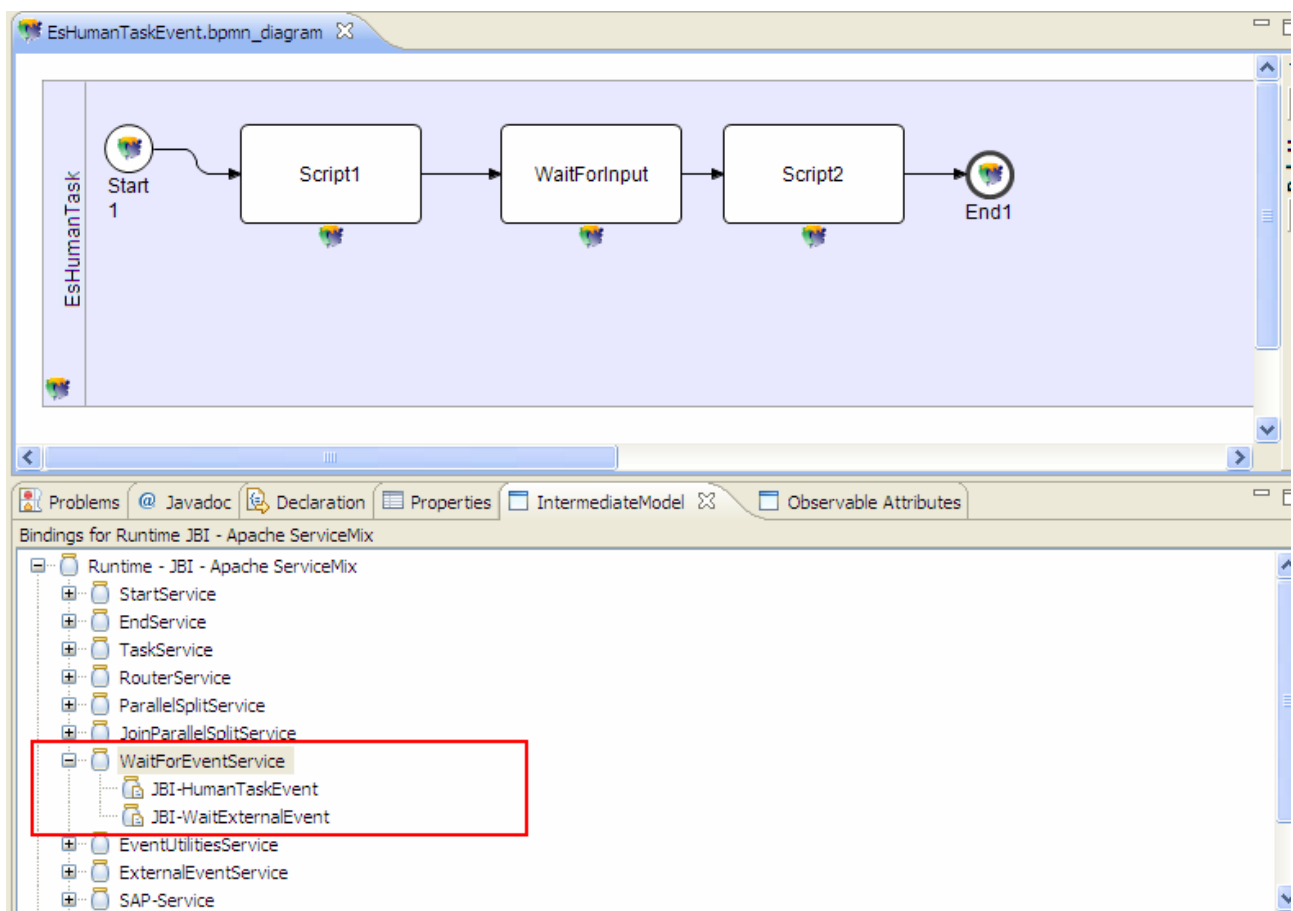 EsHumanTaskEvent.bpmn_diagram
EsHumanTask
Start
1
Script1
WaitForInput
Script2
End1
Problems @ Javadoc Declaration Properties IntermediateModel Observable Attributes
Bindings for Runtime JBI - Apache ServiceMix
Runtime - JBI - Apache ServiceMix
StartService
EndService
TaskService
RouterService
ParallelSplitService
JoinParallelSplitService
WaitForEventService
JBI-HumanTaskEvent
JBI-WaitExternalEvent
EventUtilitiesService
ExternalEventService
SAP-Service